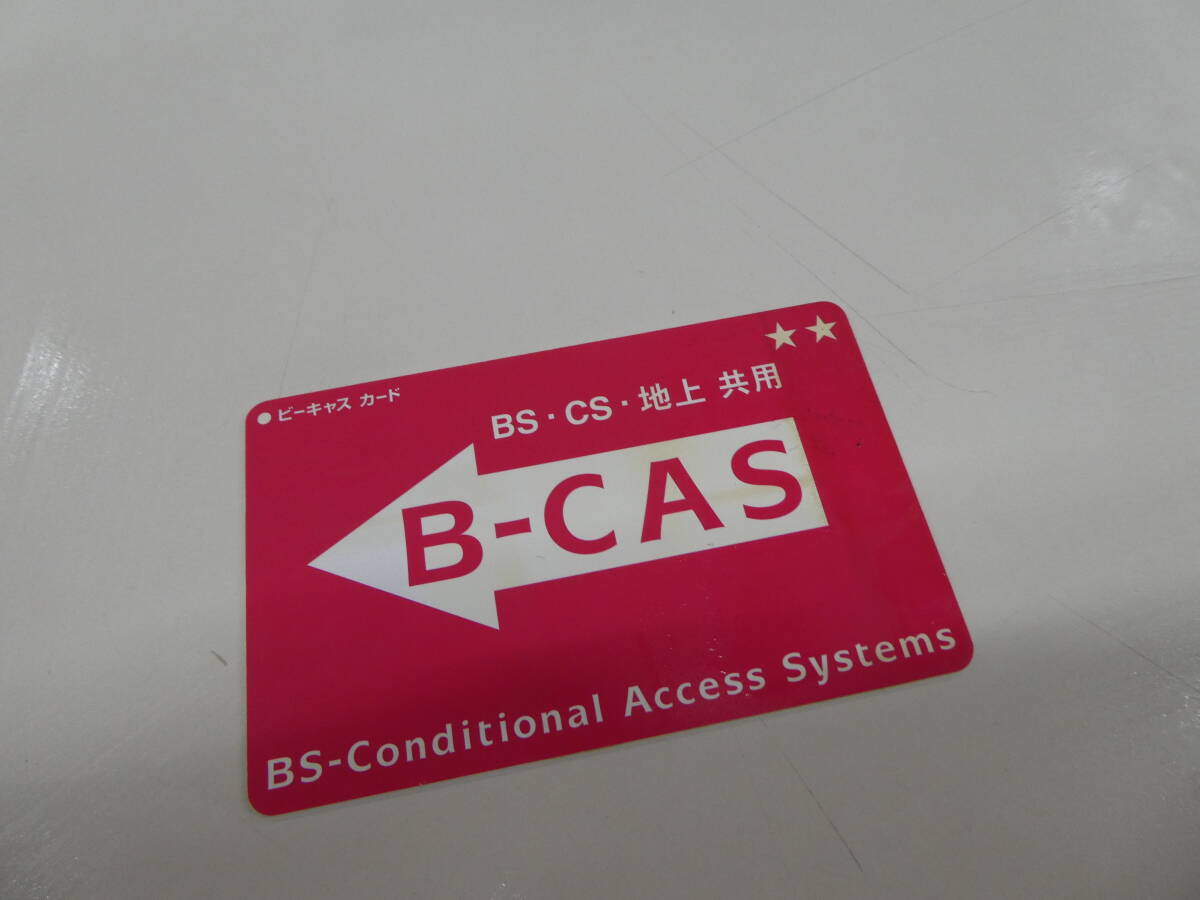 ★★
●ビーキャス カード
BS・CS・地上 共用
B-CAS
BS-Conditional Access Systems